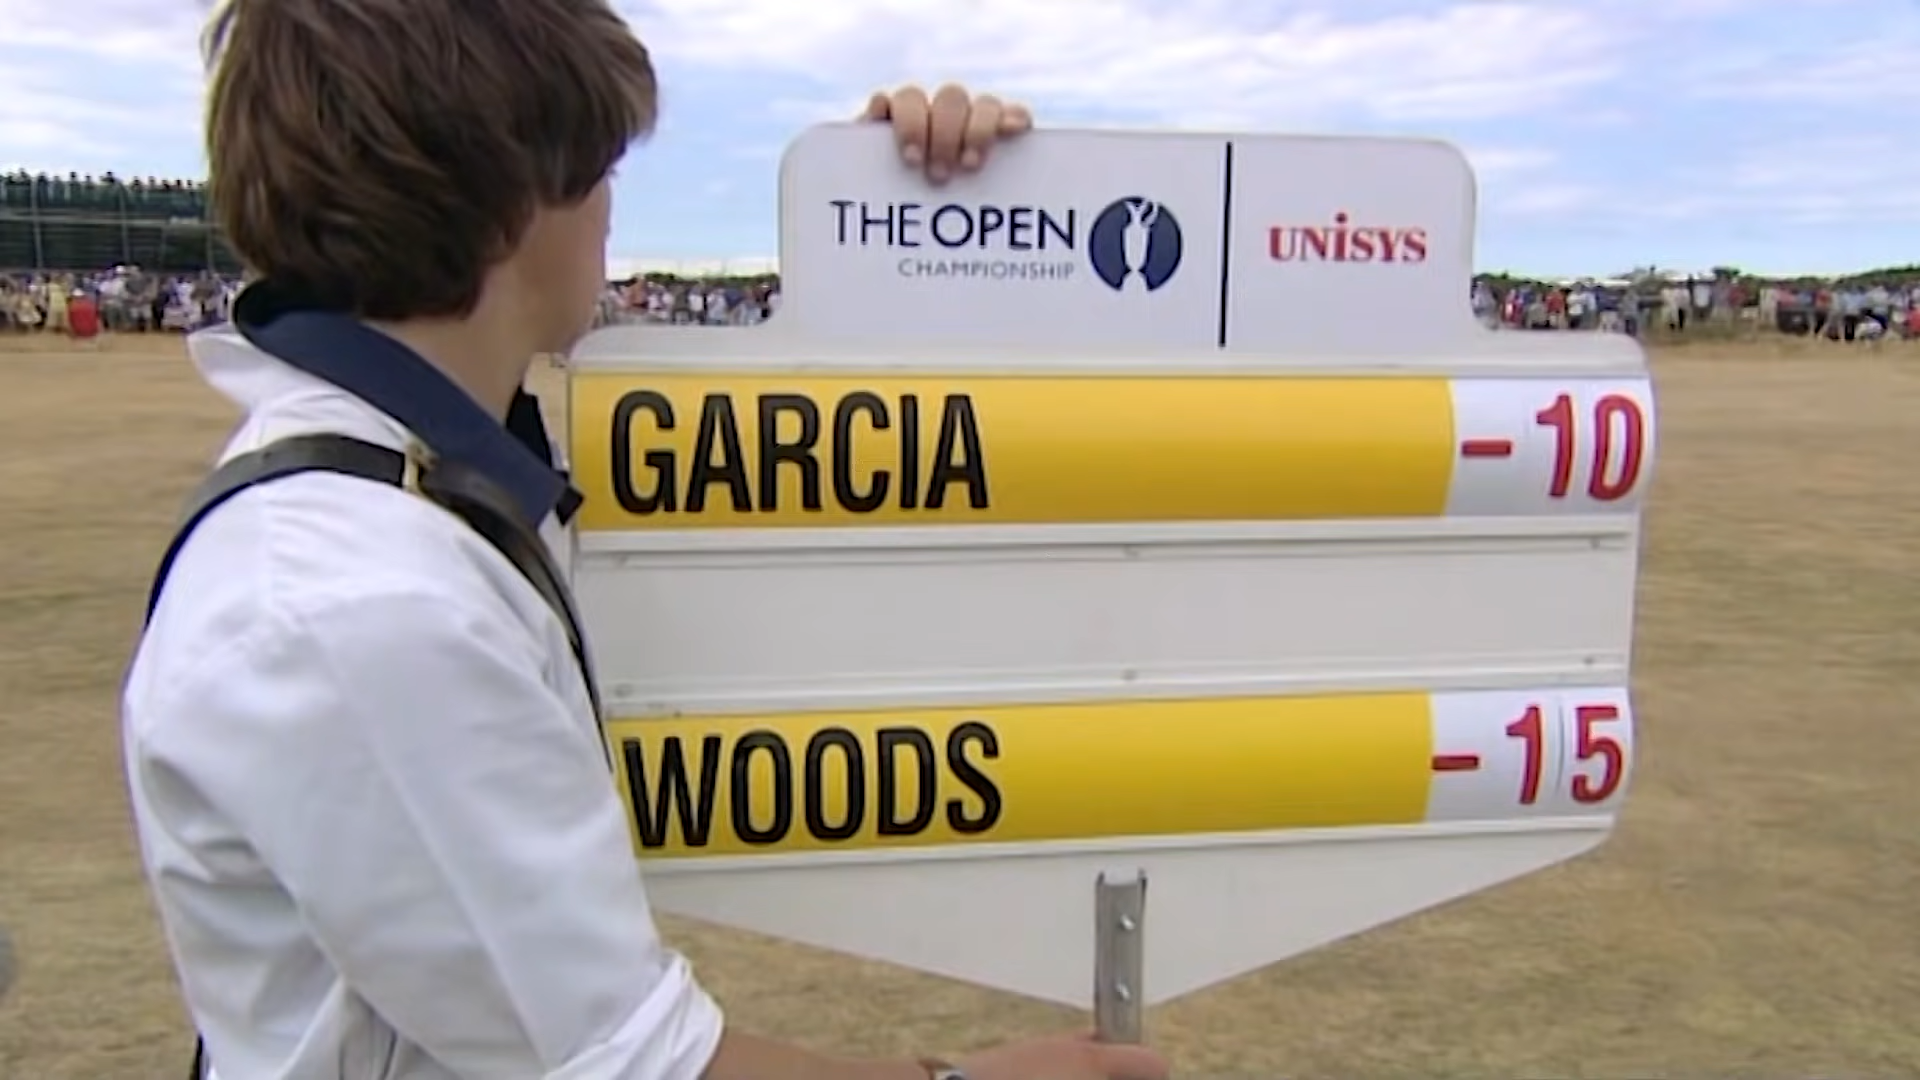 THE OPEN
CHAMPIONSHIP
UNiSYS
GARCIA -10
WOODS -15